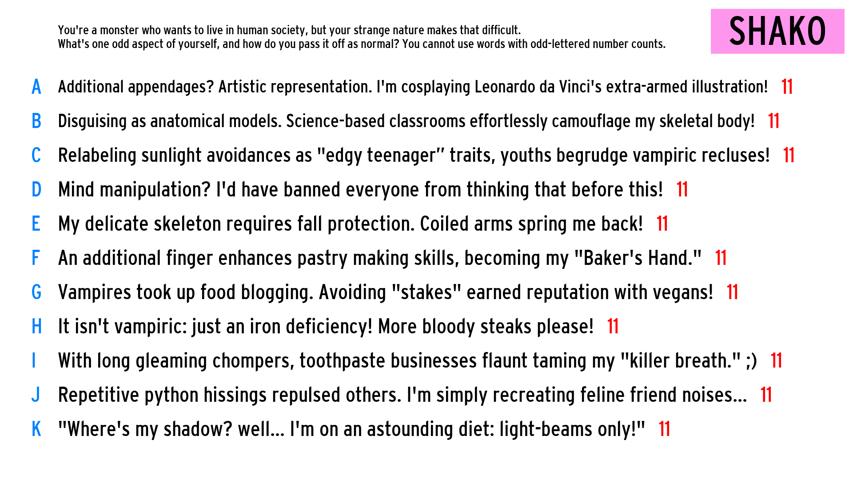 You're a monster who wants to live in human society, but your strange nature makes that difficult.
What's one odd aspect of yourself, and how do you pass it off as normal? You cannot use words with odd-lettered number counts.
SHAKO
A Additional appendages? Artistic representation. I'm cosplaying Leonardo da Vinci's extra-armed illustration! 11
B Disguising as anatomical models. Science-based classrooms effortlessly camouflage my skeletal body! 11
C Relabeling sunlight avoidances as "edgy teenager” traits, youths begrudge vampiric recluses! 11
D Mind manipulation? I'd have banned everyone from thinking that before this! 11
E My delicate skeleton requires fall protection. Coiled arms spring me back! 11
F An additional finger enhances pastry making skills, becoming my "Baker's Hand." 11
G Vampires took up food blogging. Avoiding "stakes" earned reputation with vegans! 11
H It isn't vampiric: just an iron deficiency! More bloody steaks please! 11
I With long gleaming chompers, toothpaste businesses flaunt taming my "killer breath." ;) 11
J Repetitive python hissings repulsed others. I'm simply recreating feline friend noises... 11
K "Where's my shadow? well... I'm on an astounding diet: light-beams only!" 11